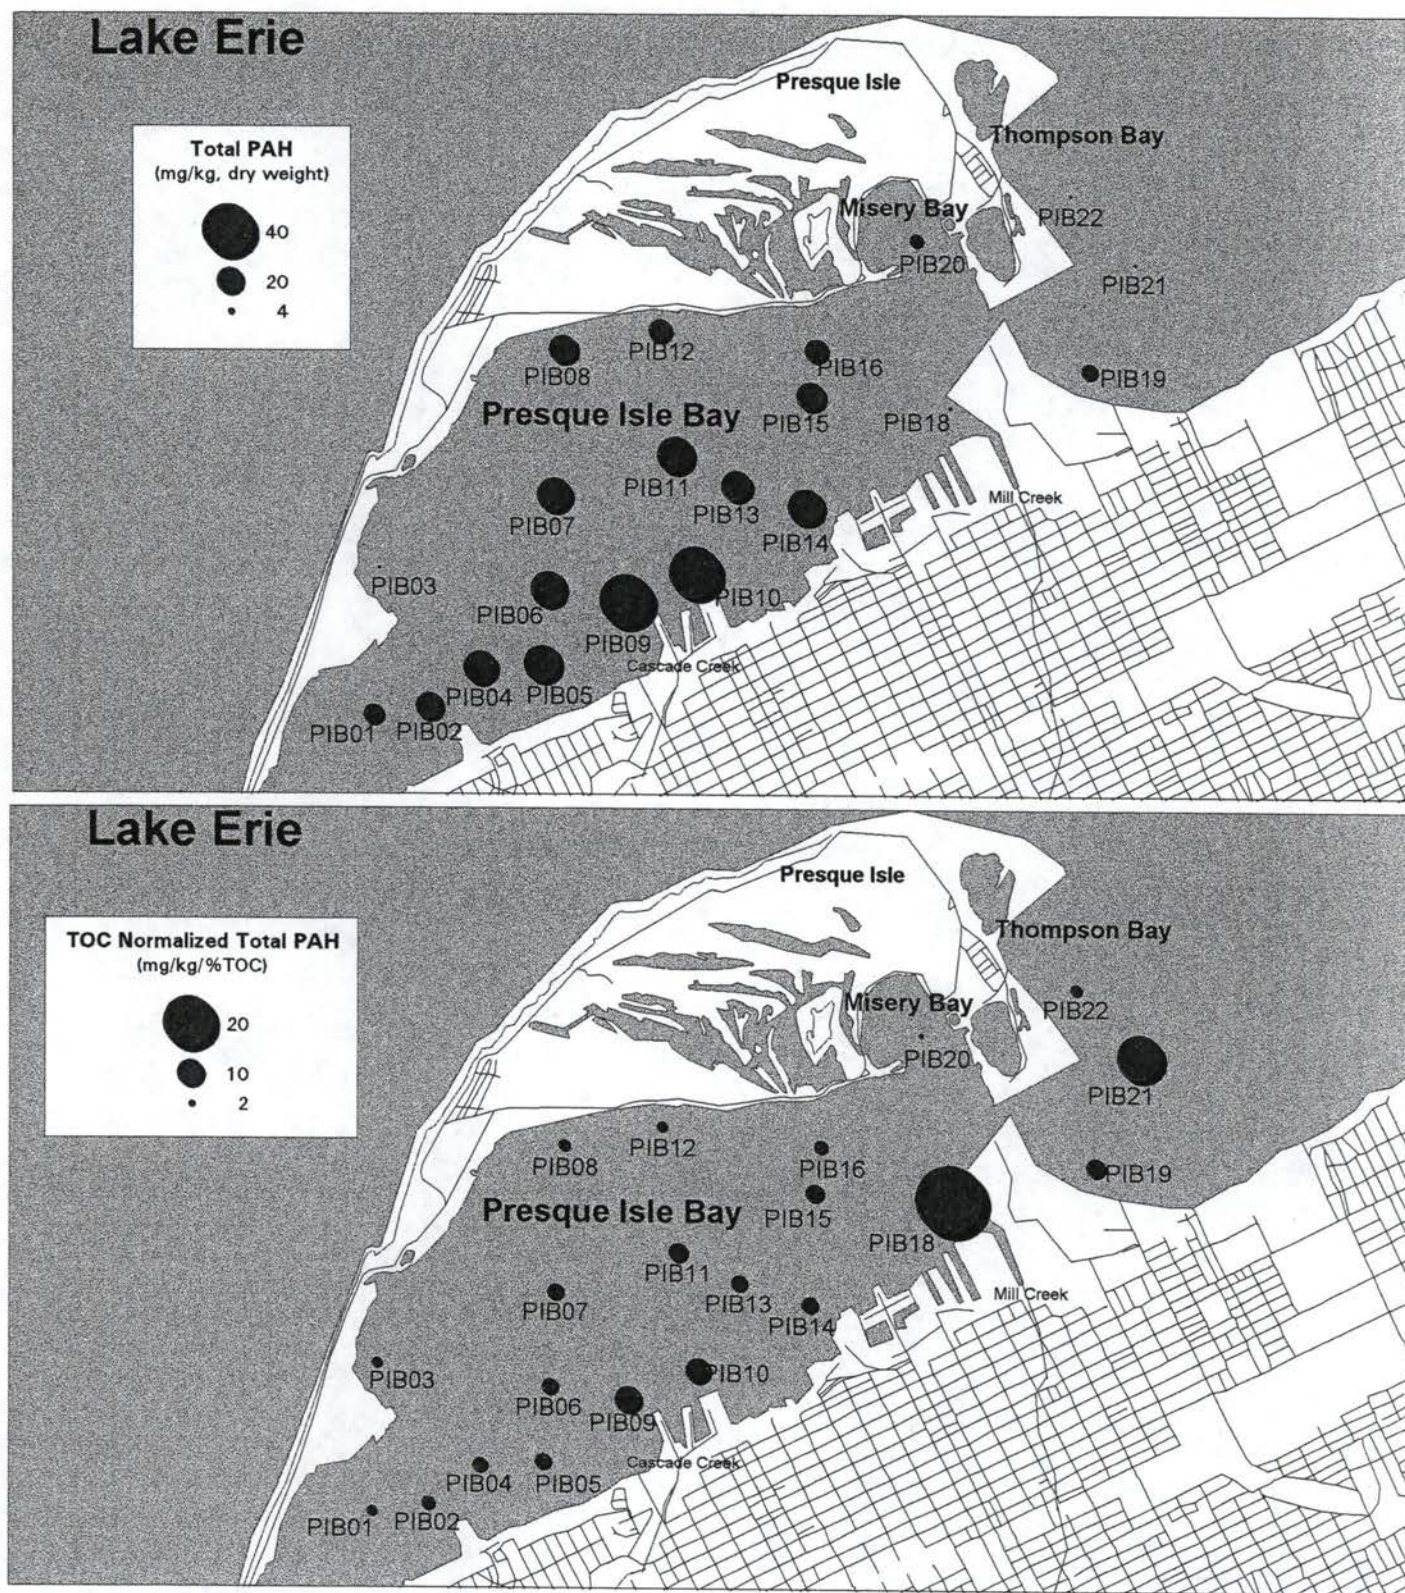 Lake Erie
Presque Isle
Total PAH
(mg/kg, dry weight)
40
20
4
Thompson Bay
Misery Bay
PIB22
PIB20
PIB21
PIB12
PIB08
PIB16
PIB19
Presque Isle Bay
PIB15
PIB18
PIB11
PIB13
Mill Creek
PIB07
PIB14
PIB03
PIB10
PIB06
PIB09
Cascade Creek
PIB04
PIB05
PIB01
PIB02
Lake Erie
Presque Isle
TOC Normalized Total PAH
(mg/kg/%TOC)
20
10
2
Thompson Bay
Misery Bay
PIB22
PIB20
PIB21
PIB12
PIB08
PIB16
PIB19
Presque Isle Bay
PIB15
PIB18
PIB11
PIB13
Mill Creek
PIB07
PIB14
PIB03
PIB10
PIB06
PIB09
Cascade Creek
PIB04
PIB05
PIB01
PIB02